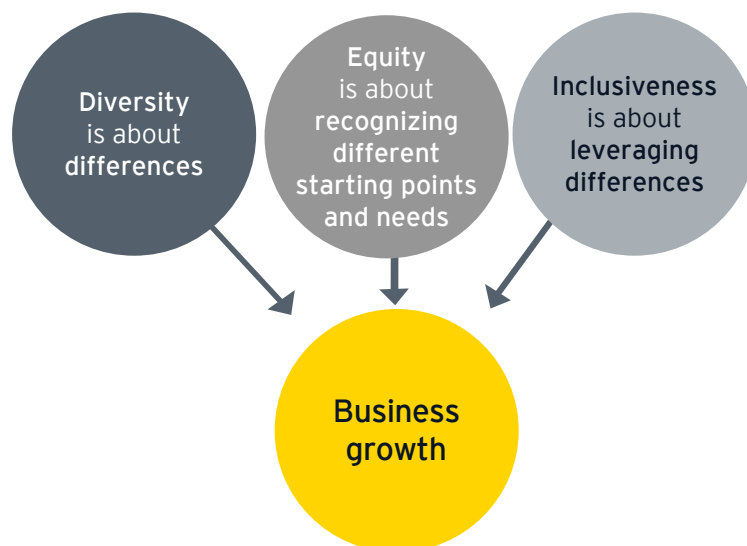 Diversity
is about
differences
Equity
is about
recognizing
different
starting points
and needs
Inclusiveness
is about
leveraging
differences
Business
growth